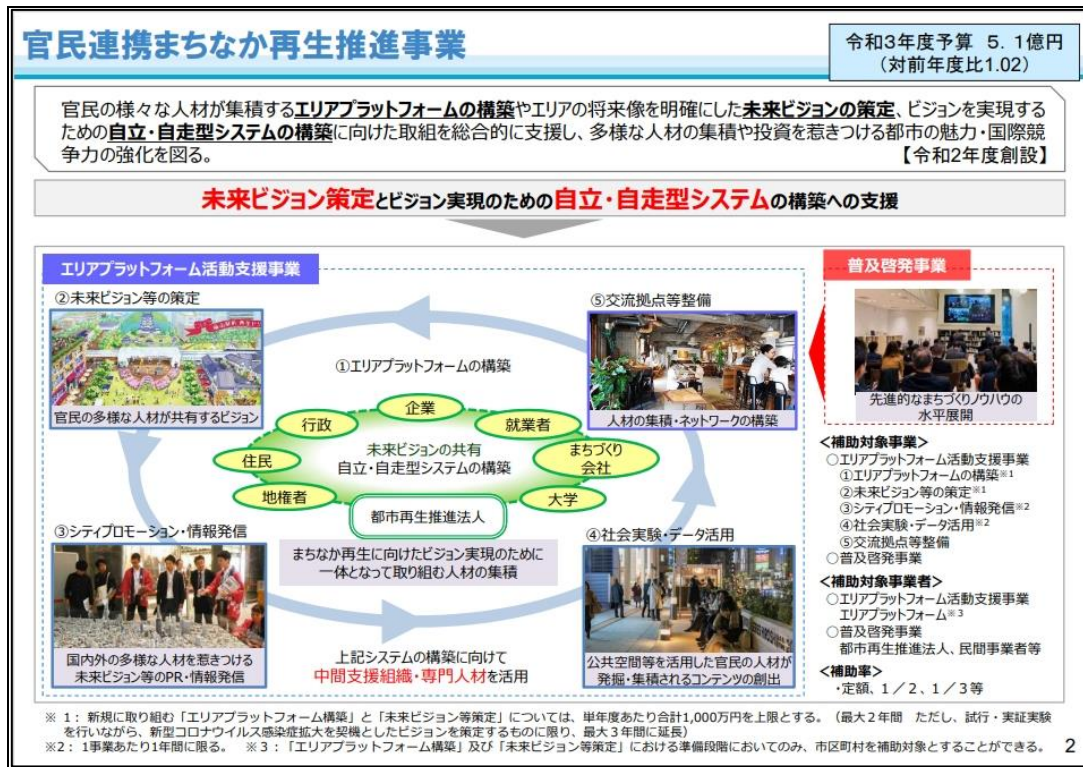 官民連携まちなか再生推進事業
令和3年度予算 5.1億円
(対前年度比1.02)
官民の様々な人材が集積するエリアプラットフォームの構築やエリアの将来像を明確にした未来ビジョンの策定、ビジョンを実現する
ための自立・自走型システムの構築に向けた取組を総合的に支援し、多様な人材の集積や投資を惹きつける都市の魅力・国際競
争力の強化を図る。
【令和2年度創設】
未来ビジョン策定とビジョン実現のための自立・自走型システムの構築への支援
エリアプラットフォーム活動支援事業
②未来ビジョン等の策定
官民の多様な人材が共有するビジョン
⑤交流拠点等整備
人材の集積・ネットワークの構築
①エリアプラットフォームの構築
企業
行政
就業者
住民
まちづくり
会社
地権者
大学
未来ビジョンの共有
自立・自走型システムの構築
都市再生推進法人
まちなか再生に向けたビジョン実現のために
一体となって取り組む人材の集積
③シティプロモーション・情報発信
国内外の多様な人材を惹きつける
未来ビジョン等のPR・情報発信
④社会実験・データ活用
公共空間等を活用した官民の人材が
発掘・集積されるコンテンツの創出
上記システムの構築に向けて
中間支援組織・専門人材を活用
普及啓発事業
先進的なまちづくりノウハウの
水平展開
<補助対象事業>
○エリアプラットフォーム活動支援事業
①エリアプラットフォームの構築※1
②未来ビジョン等の策定※1
③シティプロモーション・情報発信※2
④社会実験・データ活用※2
⑤交流拠点等整備
○普及啓発事業
<補助対象事業者>
○エリアプラットフォーム活動支援事業
エリアプラットフォーム※3
○普及啓発事業
都市再生推進法人、民間事業者等
<補助率>
・定額、1/2、1/3等
※1: 新規に取り組む「エリアプラットフォーム構築」と「未来ビジョン等策定」については、単年度あたり合計1,000万円を上限とする。(最大2年間 ただし、試行・実証実験
を行いながら、新型コロナウイルス感染症拡大を契機としたビジョンを策定するものに限り、最大3年間に延長)
※2: 1事業あたり1年間に限る。 ※3:「エリアプラットフォーム構築」及び「未来ビジョン等策定」における準備段階においてのみ、市区町村を補助対象とすることができる。
2